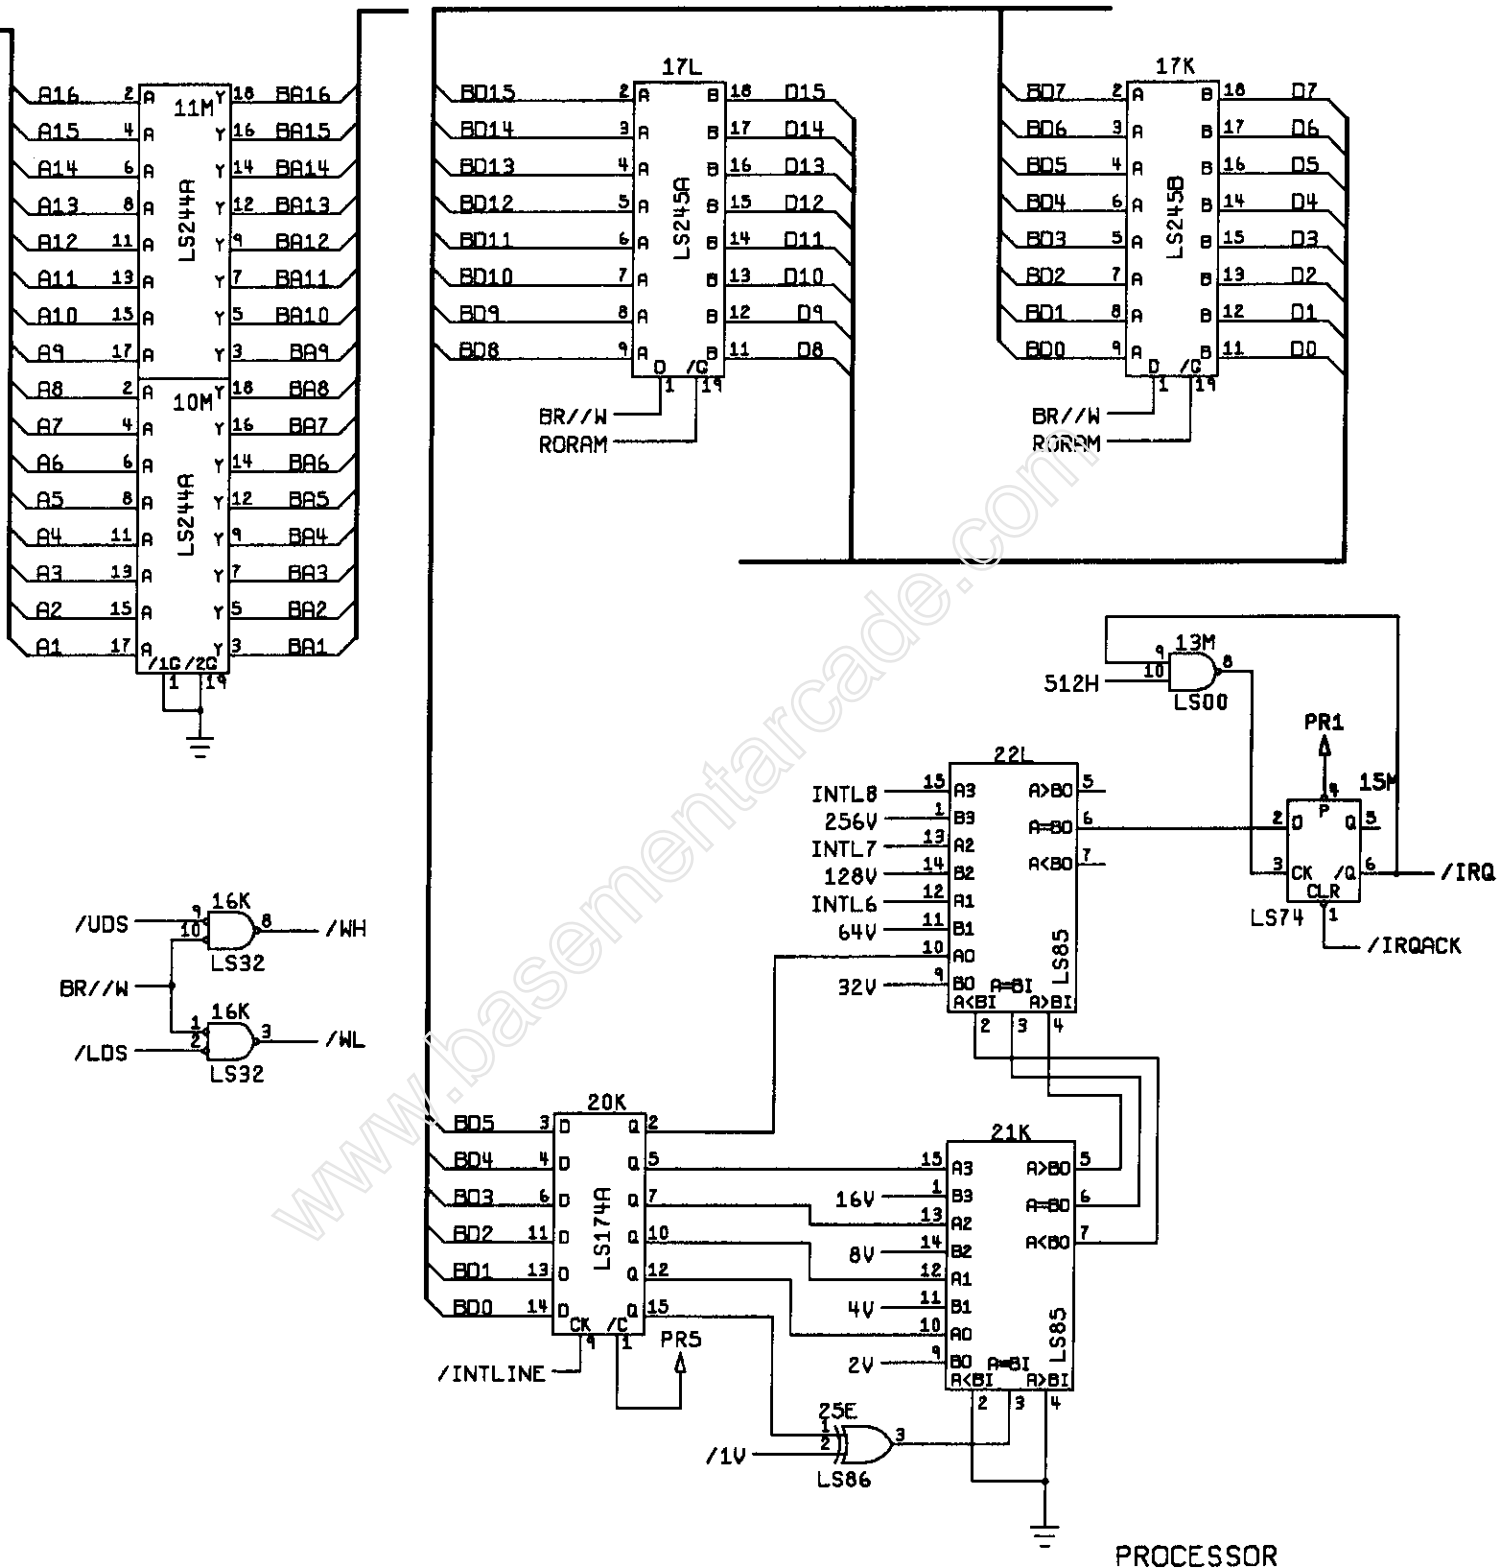 11M
LS244A
A16 2 A Y 18 BA16
A15 4 A Y 16 BA15
A14 6 A Y 14 BA14
A13 8 A Y 12 BA13
A12 11 A Y 9 BA12
A11 13 A Y 7 BA11
A10 15 A Y 5 BA10
A9 17 A Y 3 BA9
10M
LS244A
A8 2 A Y 18 BA8
A7 4 A Y 16 BA7
A6 6 A Y 14 BA6
A5 8 A Y 12 BA5
A4 11 A Y 9 BA4
A3 13 A Y 7 BA3
A2 15 A Y 5 BA2
A1 17 A Y 3 BA1
/1G /2G
1 19
17L
LS245A
BD15 2 A B 18 D15
BD14 3 A B 17 D14
BD13 4 A B 16 D13
BD12 5 A B 15 D12
BD11 6 A B 14 D11
BD10 7 A B 13 D10
BD9 8 A B 12 D9
BD8 9 A B 11 D8
D /G
1 19
BR//W
RORAM
17K
LS245B
BD7 2 A B 18 D7
BD6 3 A B 17 D6
BD5 4 A B 16 D5
BD4 6 A B 14 D4
BD3 5 A B 15 D3
BD2 7 A B 13 D2
BD1 8 A B 12 D1
BD0 9 A B 11 D0
D /G
1 19
BR//W
RORAM
13M
9
10 8
512H
LS00
PR1
4 15M
2 D P Q 5
3 CK /Q 6 /IRQ
CLR
LS74 1
/IRQACK
22L
INTL8 15 A3 A>BO 5
256V 1 B3
A=BO 6
INTL7 13 A2
128V 14 B2 A<BO 7
INTL6 12 A1
64V 11 B1
10 A0
32V 9 B0 A=BI
LS85
A<BI A>BI
2 3 4
16K
/UDS 9 8 /WH
10
LS32
BR//W
16K
1 3 /WL
/LDS 2
LS32
20K
LS174A
BD5 3 D Q 2
BD4 4 D Q 5
BD3 6 D Q 7
BD2 11 D Q 10
BD1 13 D Q 12
BD0 14 D Q 15
CK /C
9 1
/INTLINE
PR5
21K
15 A3 A>BO 5
16V 1 B3 A=BO 6
13 A2
8V 14 B2 A<BO 7
12 A1
4V 11 B1
10 A0
2V 9 B0 A=BI
LS85
A<BI A>BI
2 3 4
25E
1 3
/1V 2
LS86
PROCESSOR
www.basementarcade.com